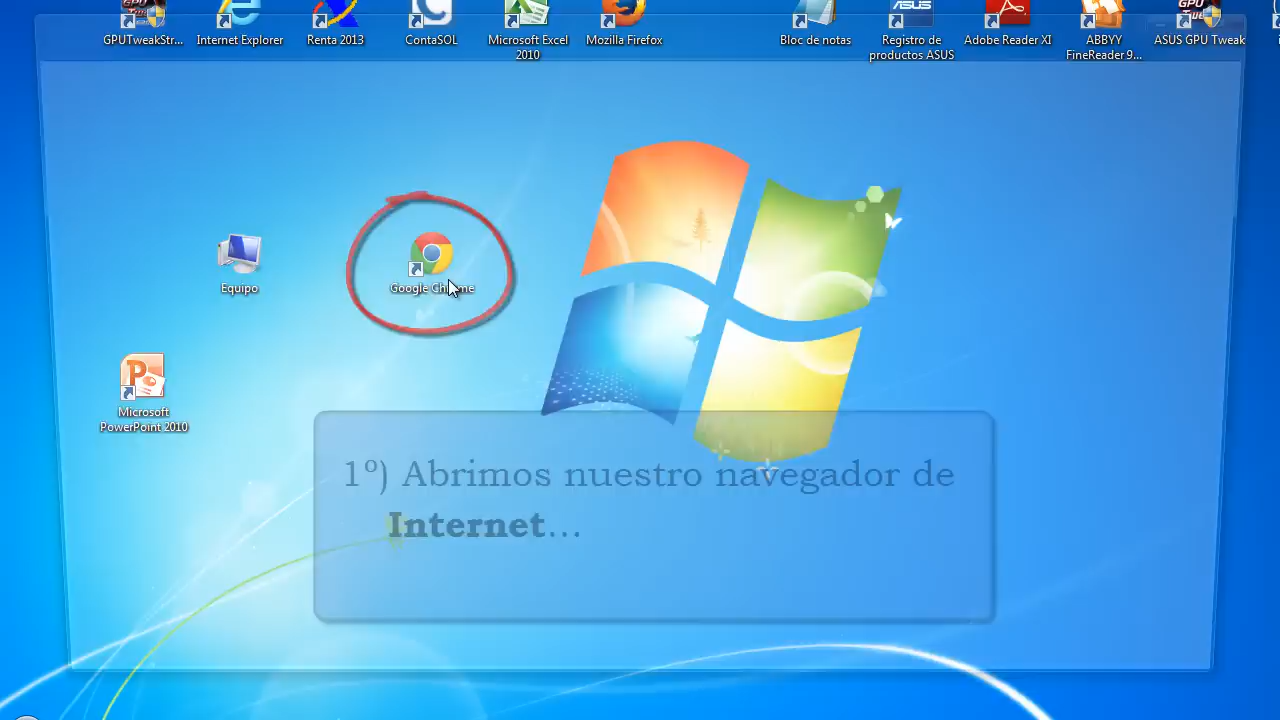 GPUTweakStr...
Internet Explorer
Renta 2013
ContaSOL
Microsoft Excel
2010
Mozilla Firefox
Bloc de notas
Registro de
productos ASUS
Adobe Reader XI
ABBYY
FineReader 9...
ASUS GPU Tweak
Equipo
Google Chrome
Microsoft
PowerPoint 2010
1º) Abrimos nuestro navegador de
Internet...